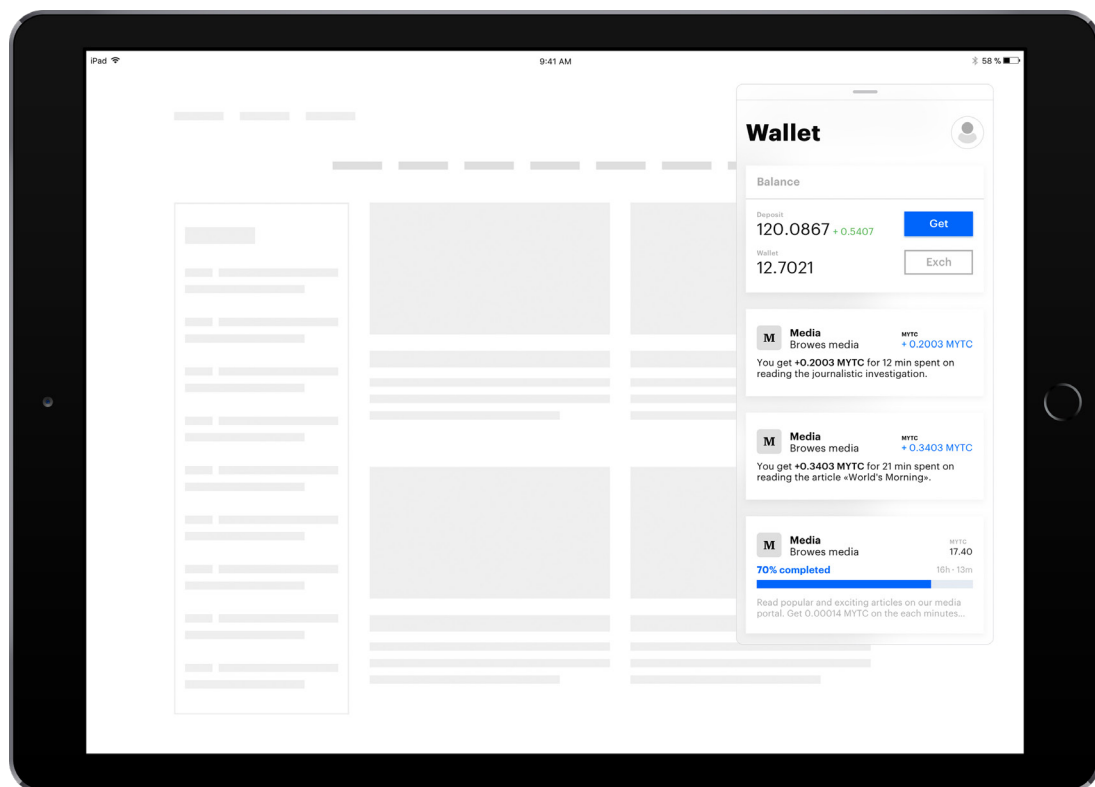 iPad
9:41 AM
58 %
Wallet
Balance
Deposit
120.0867 + 0.5407
Get
Wallet
12.7021
Exch
M
Media
MYTC
Browes media
+ 0.2003 MYTC
You get +0.2003 MYTC for 12 min spent on
reading the journalistic investigation.
M
Media
MYTC
Browes media
+ 0.3403 MYTC
You get +0.3403 MYTC for 21 min spent on
reading the article «World's Morning».
M
Media
MYTC
Browes media
17.40
70% completed
16h · 13m
Read popular and exciting articles on our media
portal. Get 0.00014 MYTC on the each minutes...